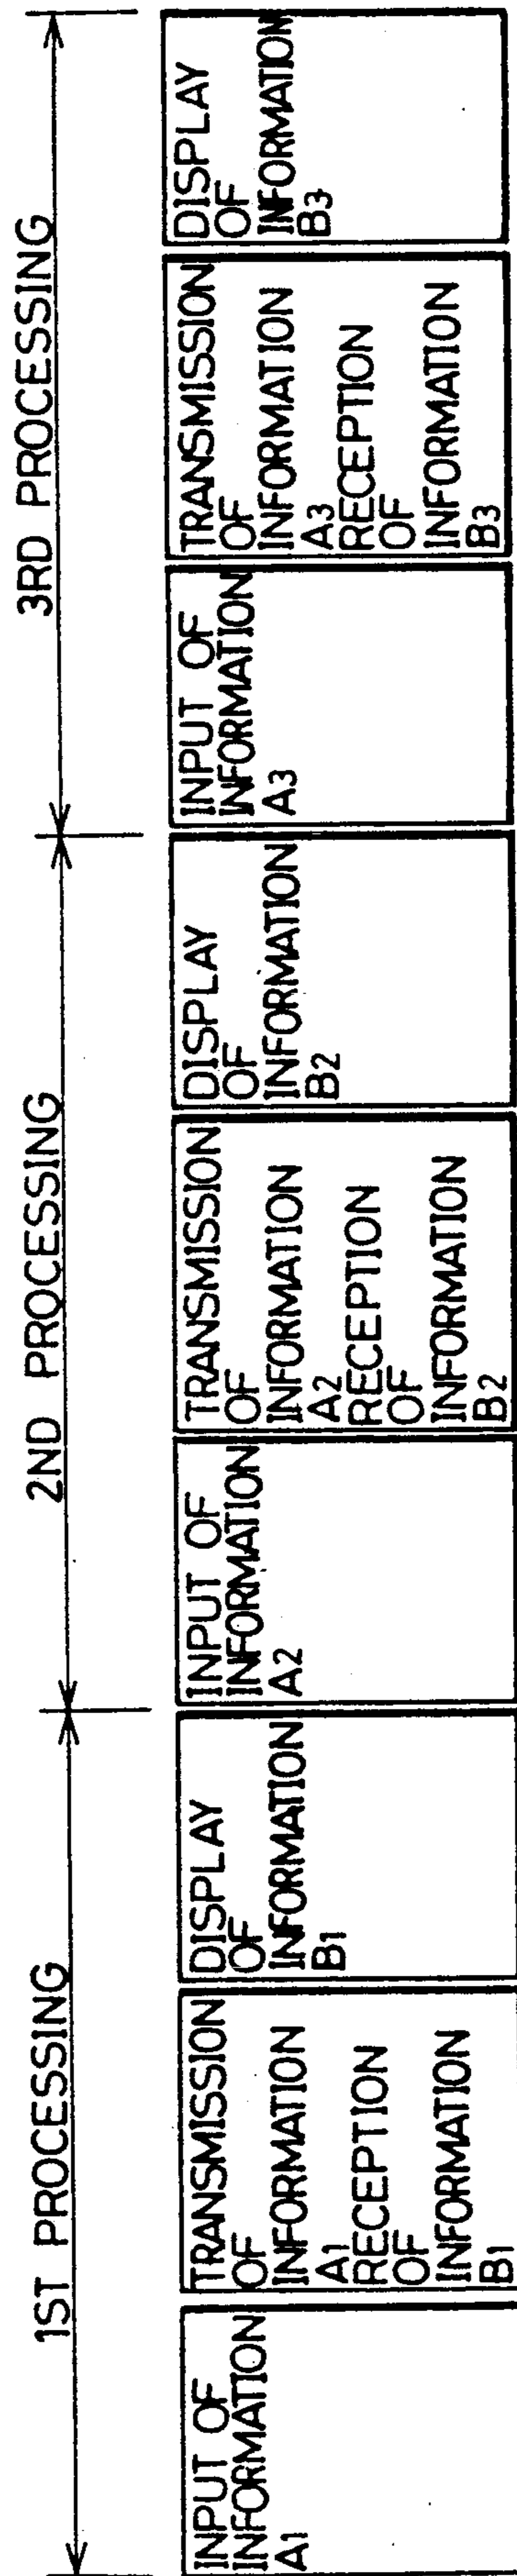 1ST PROCESSING
2ND PROCESSING
3RD PROCESSING
INPUT OF
INFORMATION
A1
TRANSMISSION
OF
INFORMATION
A1
RECEPTION
OF
INFORMATION
B1
DISPLAY
OF
INFORMATION
B1
INPUT OF
INFORMATION
A2
TRANSMISSION
OF
INFORMATION
A2
RECEPTION
OF
INFORMATION
B2
DISPLAY
OF
INFORMATION
B2
INPUT OF
INFORMATION
A3
TRANSMISSION
OF
INFORMATION
A3
RECEPTION
OF
INFORMATION
B3
DISPLAY
OF
INFORMATION
B3